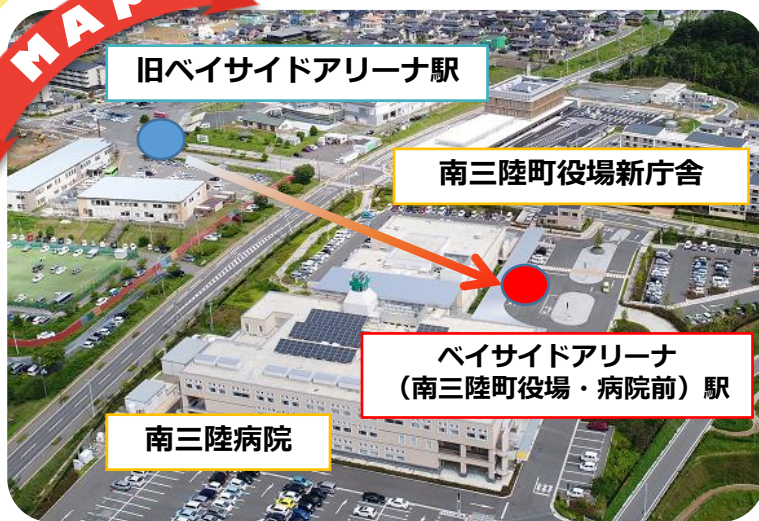 MAP
旧ベイサイドアリーナ駅
南三陸町役場新庁舎
ベイサイドアリーナ
（南三陸町役場・病院前）駅
南三陸病院